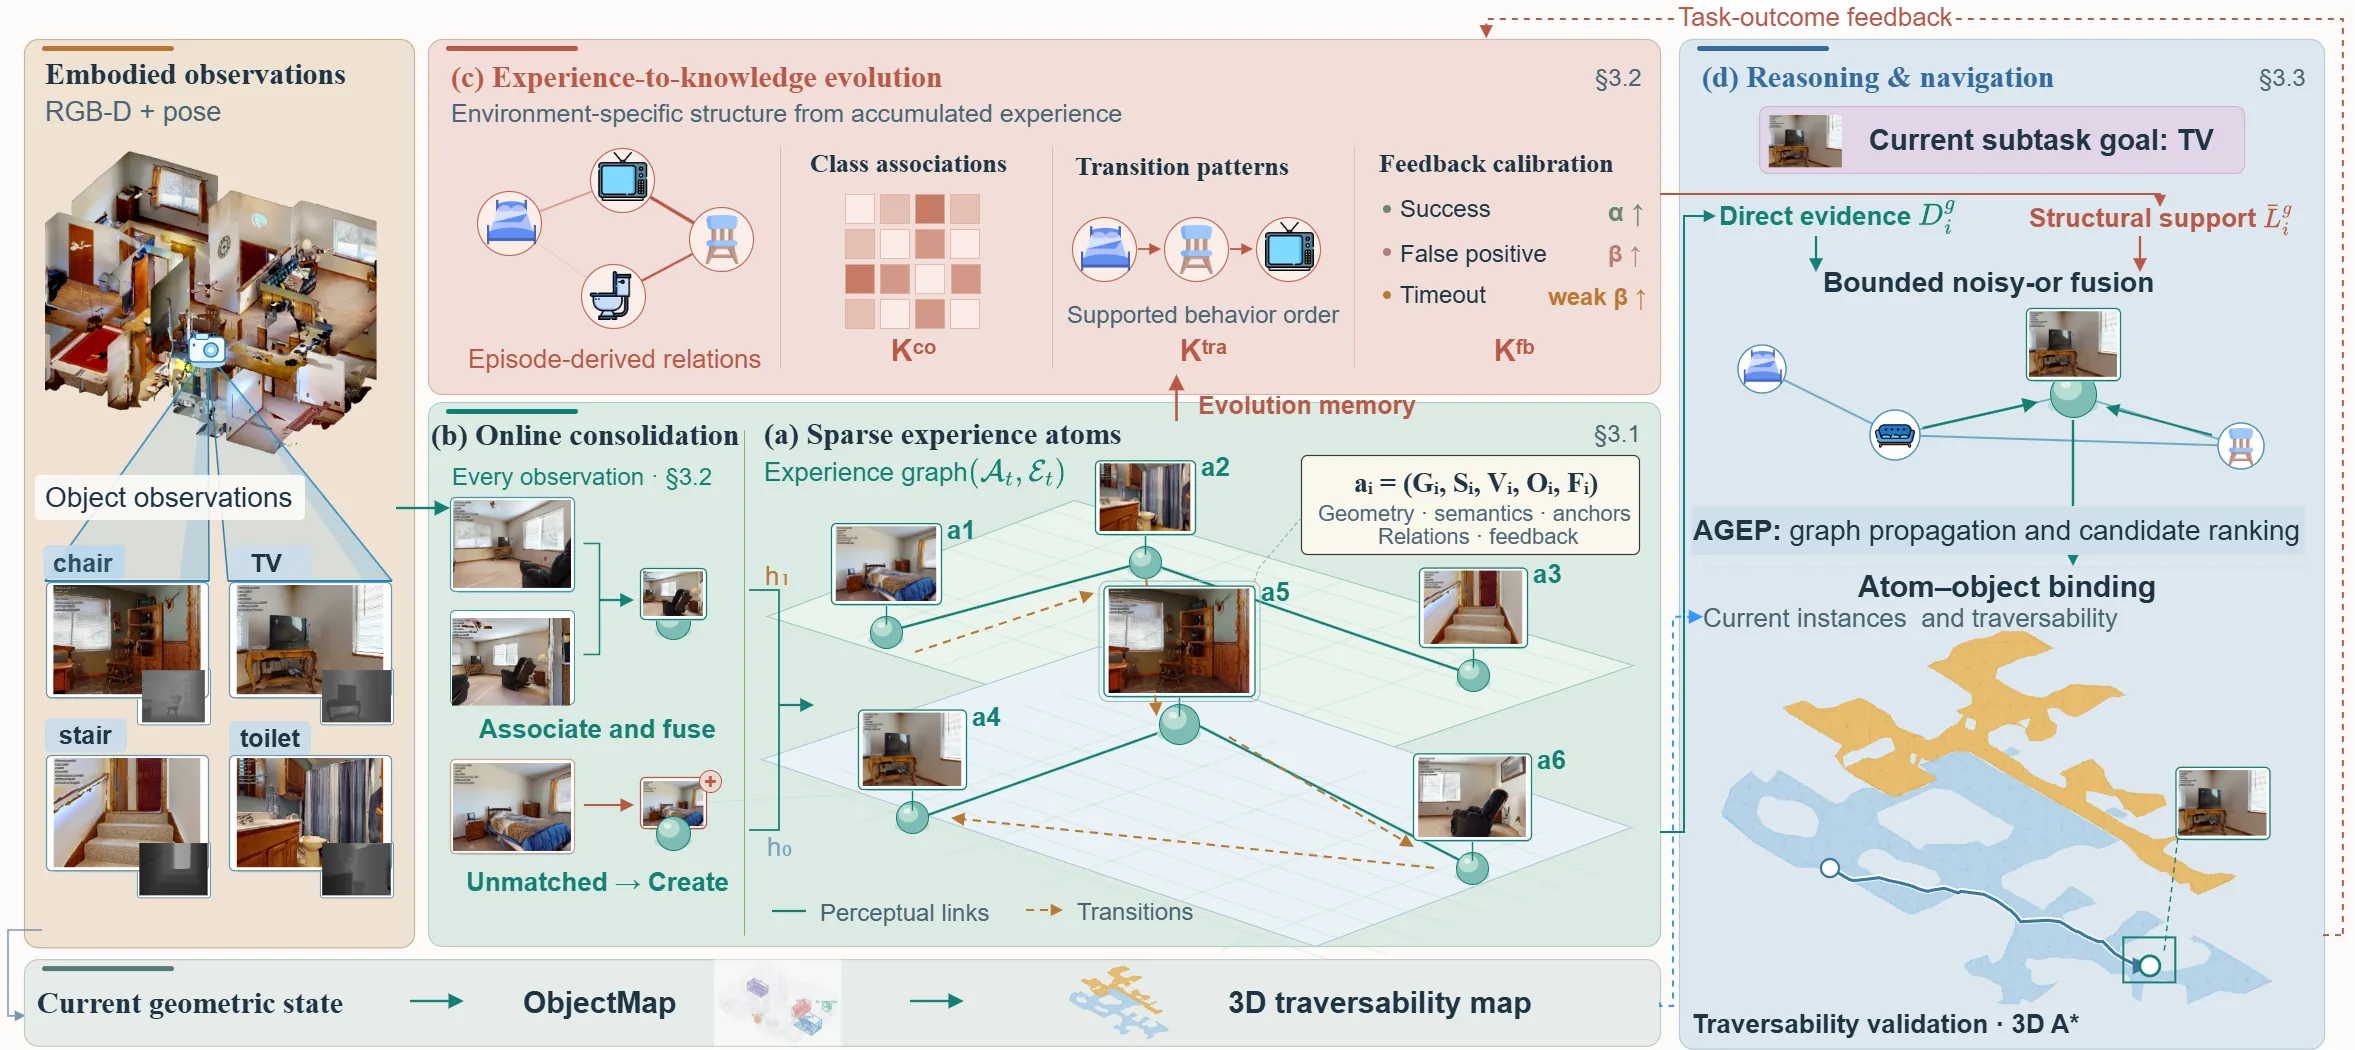 Task-outcome feedback
Embodied observations
RGB-D + pose
Object observations
chair
TV
stair
toilet
(c) Experience-to-knowledge evolution
§3.2
Environment-specific structure from accumulated experience
Episode-derived relations
Class associations
Kᶜᵒ
Transition patterns
Supported behavior order
Kᵗʳᵃ
Feedback calibration
Success α ↑
False positive β ↑
Timeout weak β ↑
Kᶠᵇ
Evolution memory
(b) Online consolidation
Every observation · §3.2
Associate and fuse
Unmatched → Create
h₁
h₀
(a) Sparse experience atoms
§3.1
Experience graph(𝒜ₜ, ℰₜ)
aᵢ = (Gᵢ, Sᵢ, Vᵢ, Oᵢ, Fᵢ)
Geometry · semantics · anchors
Relations · feedback
a1
a2
a3
a4
a5
a6
Perceptual links
Transitions
(d) Reasoning & navigation
§3.3
Current subtask goal: TV
Direct evidence Dᵢᵍ
Structural support L̄ᵢᵍ
Bounded noisy-or fusion
AGEP: graph propagation and candidate ranking
Atom–object binding
Current instances and traversability
Traversability validation · 3D A*
Current geometric state
ObjectMap
3D traversability map